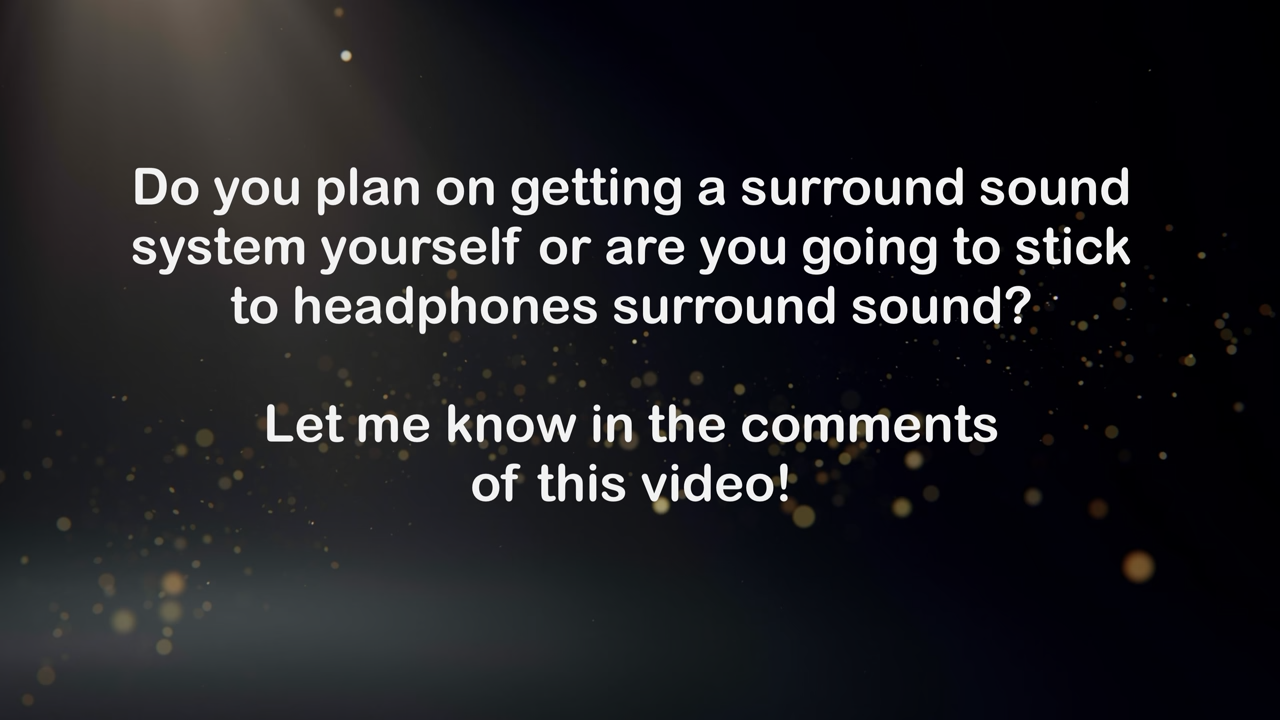 Do you plan on getting a surround sound
system yourself or are you going to stick
to headphones surround sound?
Let me know in the comments
of this video!